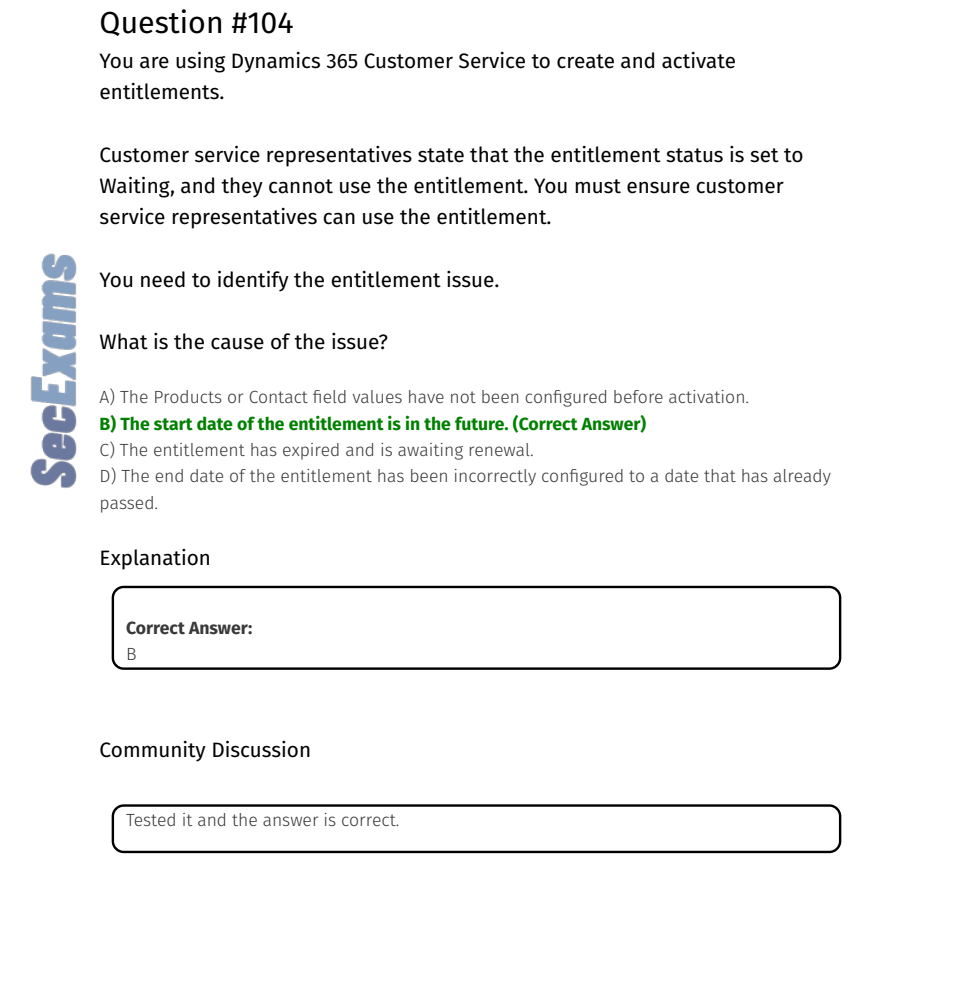 Question #104
You are using Dynamics 365 Customer Service to create and activate
entitlements.
Customer service representatives state that the entitlement status is set to
Waiting, and they cannot use the entitlement. You must ensure customer
service representatives can use the entitlement.
You need to identify the entitlement issue.
What is the cause of the issue?
SecExams
A) The Products or Contact field values have not been configured before activation.
B) The start date of the entitlement is in the future. (Correct Answer)
C) The entitlement has expired and is awaiting renewal.
D) The end date of the entitlement has been incorrectly configured to a date that has already
passed.
Explanation
Correct Answer:
B
Community Discussion
Tested it and the answer is correct.